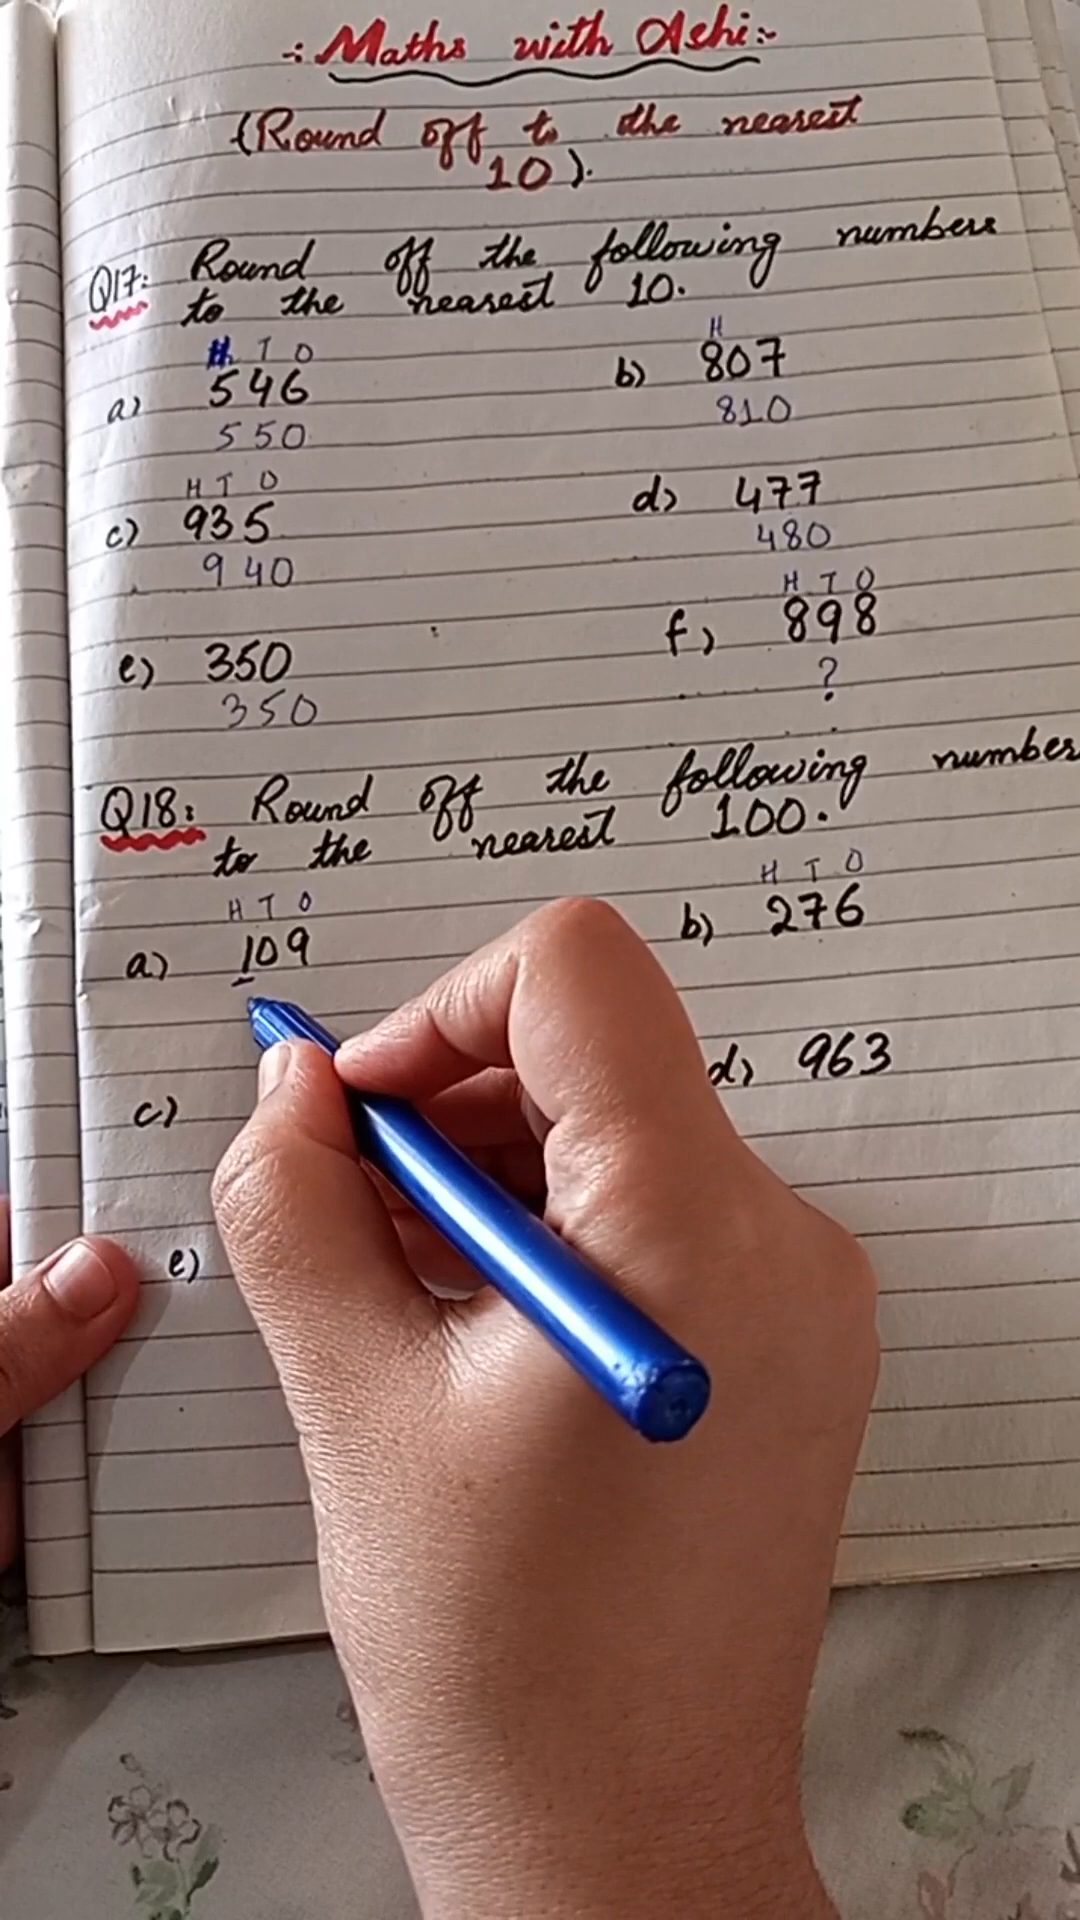 -: Maths with Ashi:-
(Round off to the nearest
10).
Q17: Round off the following numbers
to the nearest 10.
H T O
H
a) 546
b) 807
550
810
H T O
c) 935
d) 477
940
480
H T O
e) 350
f) 898
350
?
Q18: Round off the following number
to the nearest 100.
H T O
H T O
a) 109
b) 276
c)
d) 963
e)